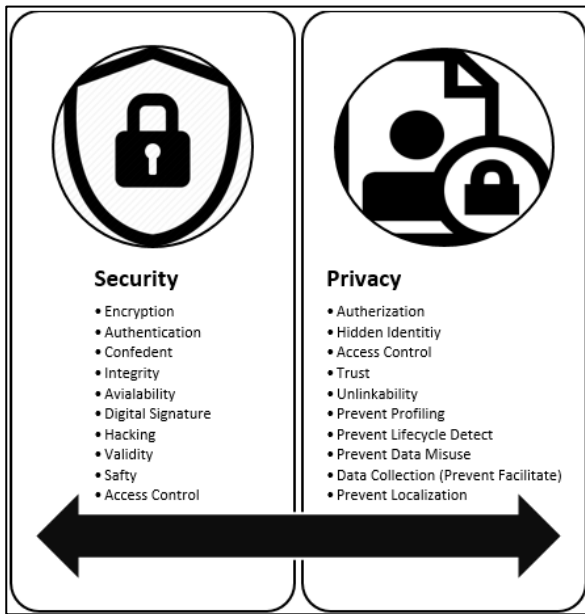 Security
• Encryption
• Authentication
• Confedent
• Integrity
• Avialability
• Digital Signature
• Hacking
• Validity
• Safty
• Access Control
Privacy
• Autherization
• Hidden Identitiy
• Access Control
• Trust
• Unlinkability
• Prevent Profiling
• Prevent Lifecycle Detect
• Prevent Data Misuse
• Data Collection (Prevent Facilitate)
• Prevent Localization